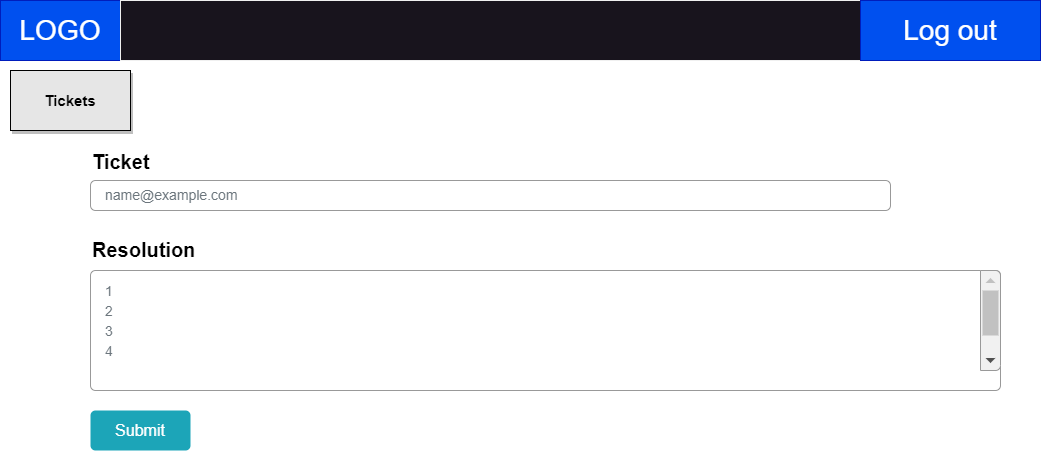 LOGO
Log out
Tickets
Ticket
name@example.com
Resolution
1
2
3
4
Submit